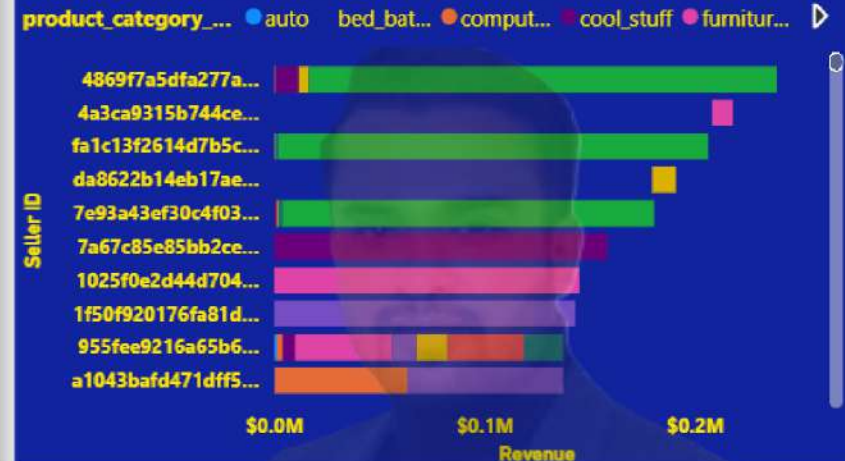 product_category_... auto bed_bat... comput... cool_stuff furnitur...
4869f7a5dfa277a...
4a3ca9315b744ce...
fa1c13f2614d7b5c...
da8622b14eb17ae...
7e93a43ef30c4f03...
7a67c85e85bb2ce...
1025f0e2d44d704...
1f50f920176fa81d...
955fee9216a65b6...
a1043bafd471dff5...
Seller ID
$0.0M $0.1M $0.2M
Revenue